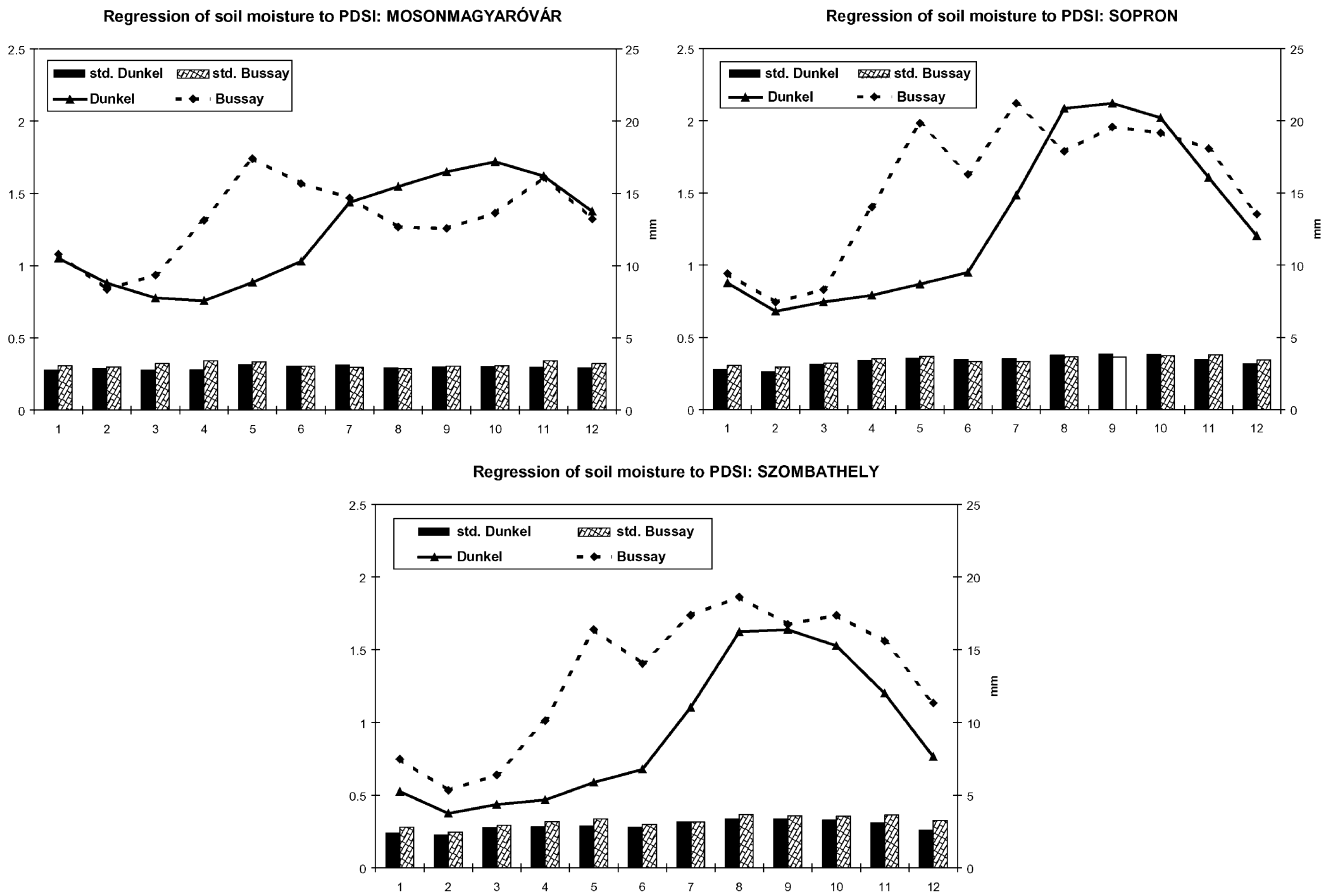 Regression of soil moisture to PDSI: MOSONMAGYARÓVÁR
2.5
2
1.5
1
0.5
0
25
20
15
10
5
0
mm
std. Dunkel std. Bussay
Dunkel Bussay
1 2 3 4 5 6 7 8 9 10 11 12
Regression of soil moisture to PDSI: SOPRON
2.5
2
1.5
1
0.5
0
25
20
15
10
5
0
mm
std. Dunkel std. Bussay
Dunkel Bussay
1 2 3 4 5 6 7 8 9 10 11 12
Regression of soil moisture to PDSI: SZOMBATHELY
2.5
2
1.5
1
0.5
0
25
20
15
10
5
0
mm
std. Dunkel std. Bussay
Dunkel Bussay
1 2 3 4 5 6 7 8 9 10 11 12